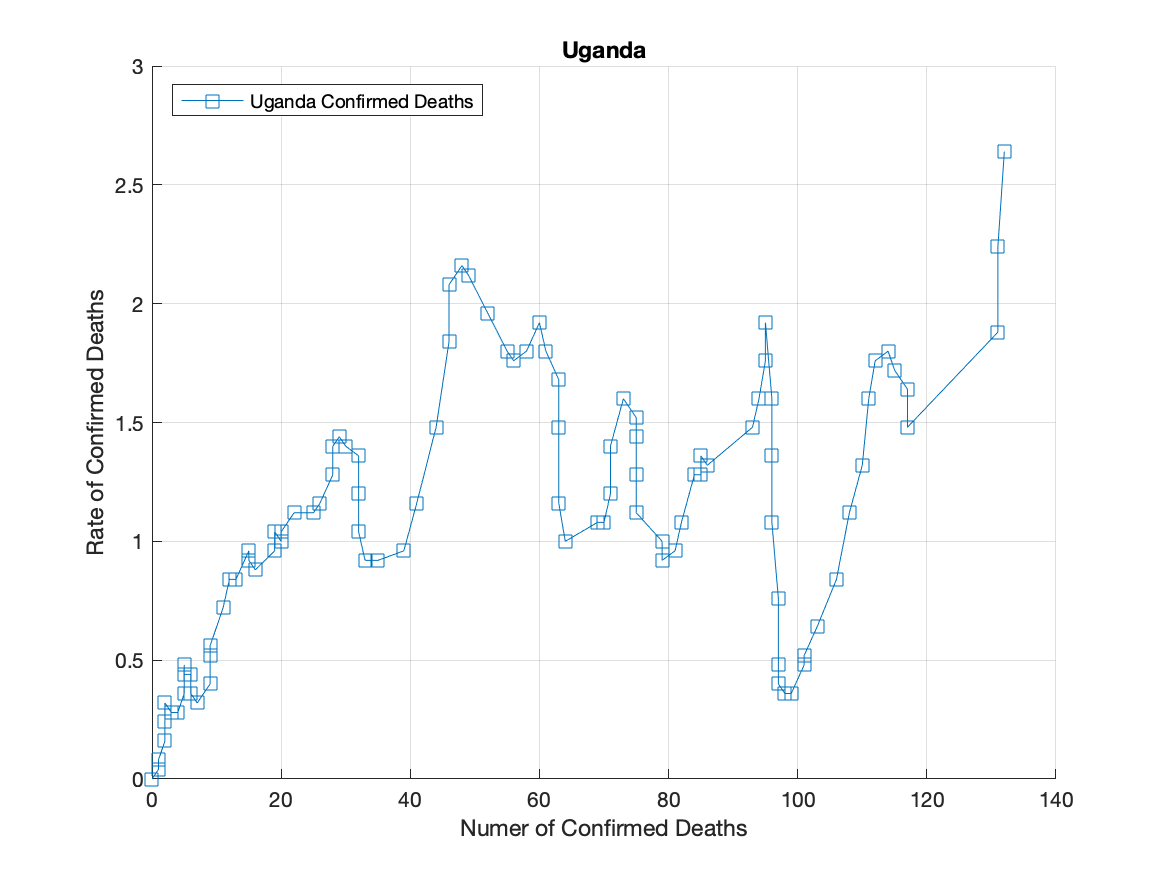 Uganda
Uganda Confirmed Deaths
3
2.5
2
1.5
1
0.5
0
0 20 40 60 80 100 120 140
Rate of Confirmed Deaths
Numer of Confirmed Deaths